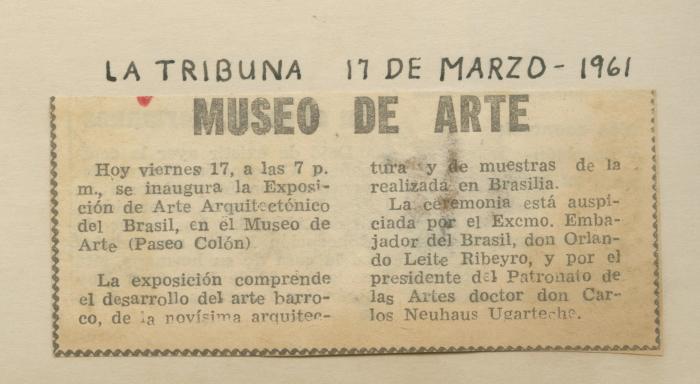 LA TRIBUNA 17 DE MARZO - 1961
MUSEO DE ARTE
Hoy viernes 17, a las 7 p.
m., se inaugura la Exposi-
ción de Arte Arquitectónico
del Brasil, en el Museo de
Arte (Paseo Colón)
La exposición comprende
el desarrollo del arte barro-
co, de la novísima arquitec-
tura y de muestras de la
realizada en Brasilia.
La ceremonia está auspi-
ciada por el Excmo. Emba-
jador del Brasil, don Orlan-
do Leite Ribeyro, y por el
presidente del Patronato de
las Artes doctor don Car-
los Neuhaus Ugarteche.